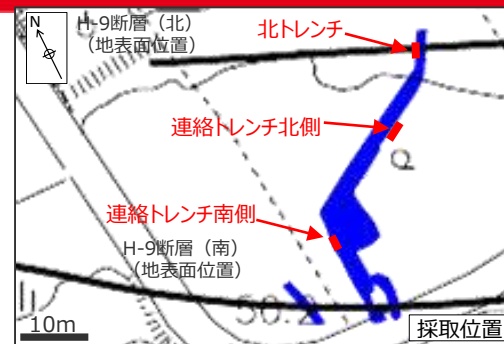 N
H-9断層（北）
（地表面位置）
北トレンチ
連絡トレンチ北側
連絡トレンチ南側
H-9断層（南）
（地表面位置）
50.2
10m
採取位置